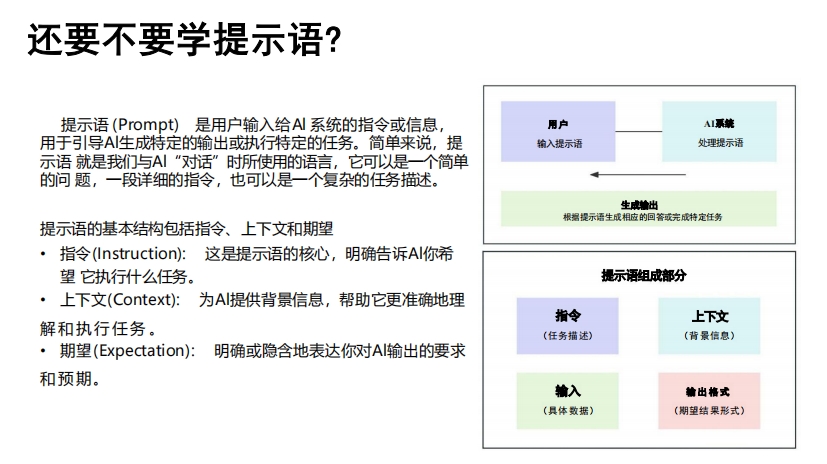 还要不要学提示语?
提示语 (Prompt) 是用户输入给AI 系统的指令或信息，
用于引导AI生成特定的输出或执行特定的任务。简单来说，提
示语 就是我们与AI“对话”时所使用的语言，它可以是一个简单
的问 题，一段详细的指令，也可以是一个复杂的任务描述。
提示语的基本结构包括指令、上下文和期望
• 指令(Instruction): 这是提示语的核心，明确告诉AI你希
望 它执行什么任务。
• 上下文(Context): 为AI提供背景信息，帮助它更准确地理
解和执行任务。
• 期望(Expectation): 明确或隐含地表达你对AI输出的要求
和预期。
用户
输入提示语
AI系统
处理提示语
生成输出
根据提示语生成相应的回答或完成特定任务
提示语组成部分
指令
（任务描述）
上下文
（背景信息）
输入
（具体数据）
输出格式
（期望结果形式）